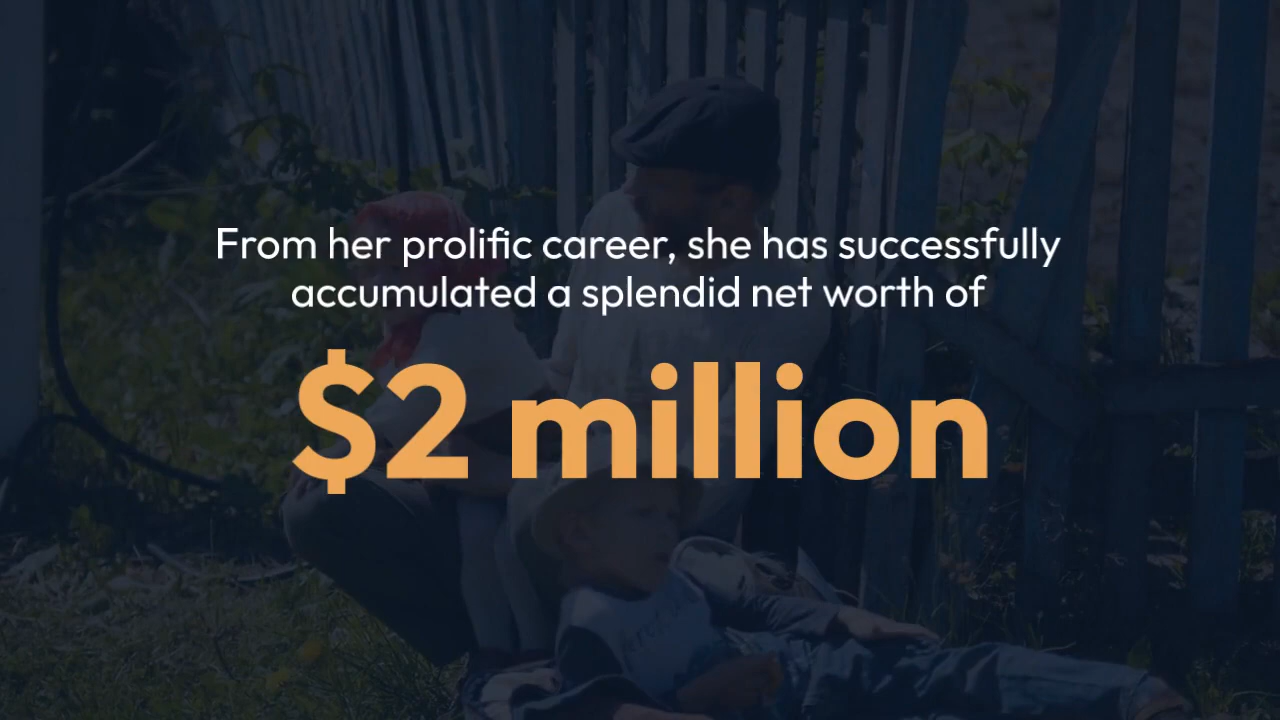 From her prolific career, she has successfully
accumulated a splendid net worth of
$2 million